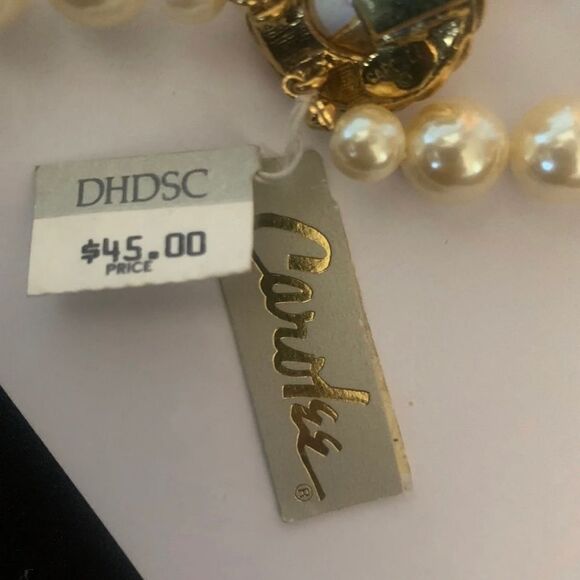 DHDSC
$45.00
PRICE
Carolee
®